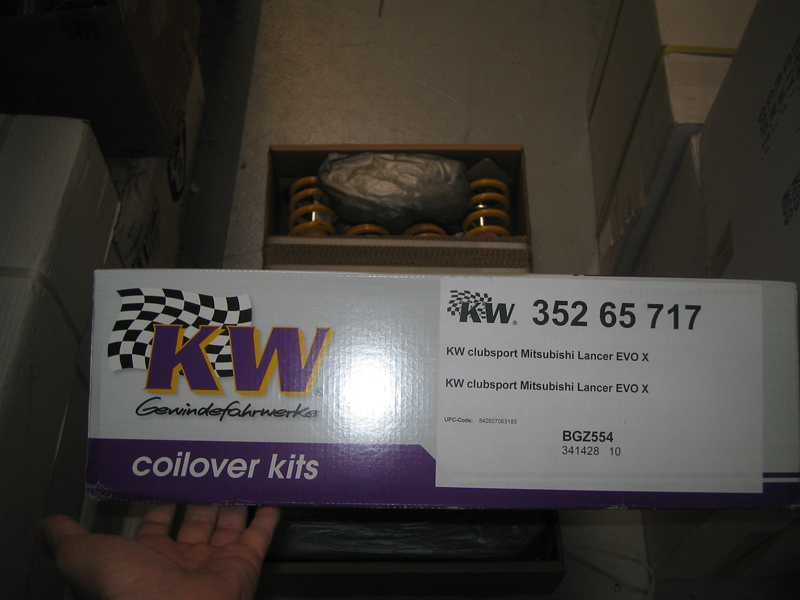 KW
Gewindefahrwerke
coilover kits
KW® 352 65 717
KW clubsport Mitsubishi Lancer EVO X
KW clubsport Mitsubishi Lancer EVO X
UPC-Code: 842607063183
BGZ554
341428 10